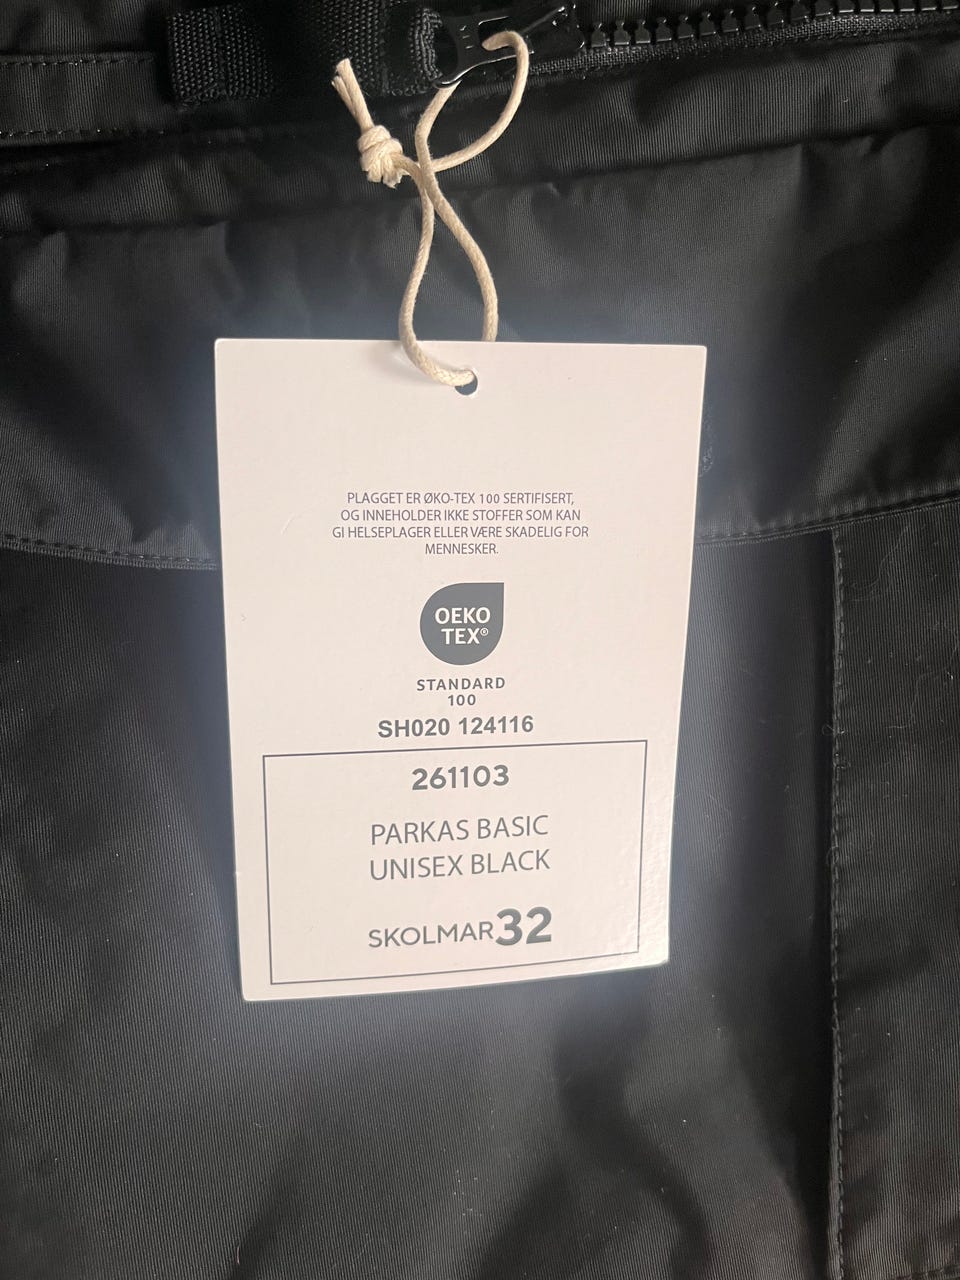 PLAGGET ER ØKO-TEX 100 SERTIFISERT,
OG INNEHOLDER IKKE STOFFER SOM KAN
GI HELSEPLAGER ELLER VÆRE SKADELIG FOR
MENNESKER.
OEKO
TEX®
STANDARD
100
SH020 124116
261103
PARKAS BASIC
UNISEX BLACK
SKOLMAR32